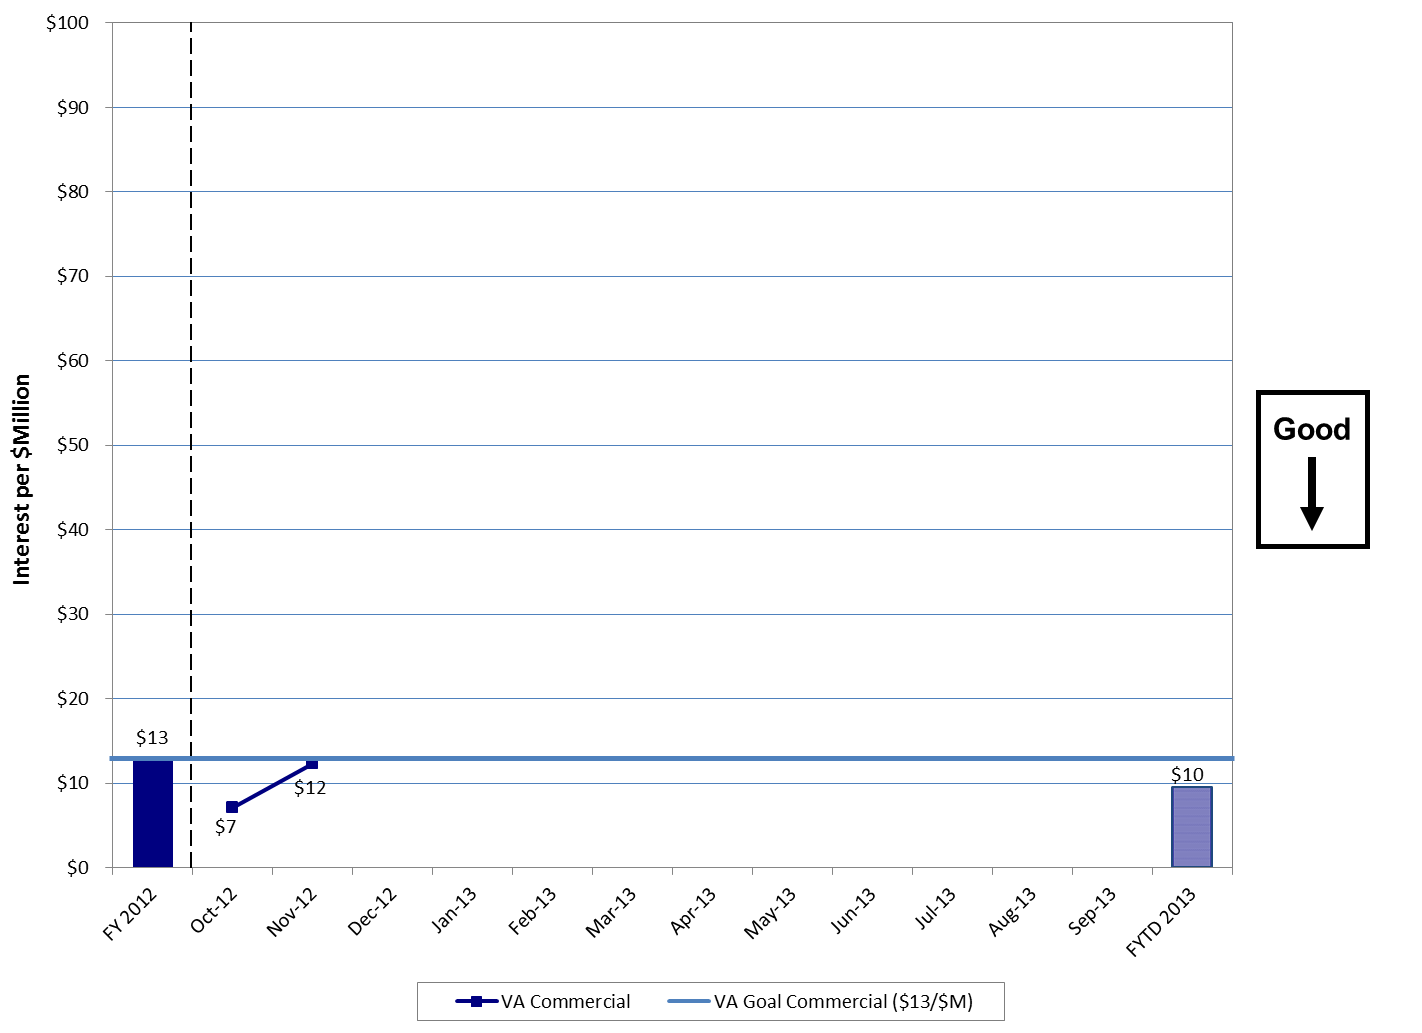 $100
$90
$80
$70
$60
$50
$40
$30
$20
$10
$0
Interest per $Million
$13
$7
$12
$10
Good
FY 2012
Oct-12
Nov-12
Dec-12
Jan-13
Feb-13
Mar-13
Apr-13
May-13
Jun-13
Jul-13
Aug-13
Sep-13
FYTD 2013
VA Commercial
VA Goal Commercial ($13/$M)